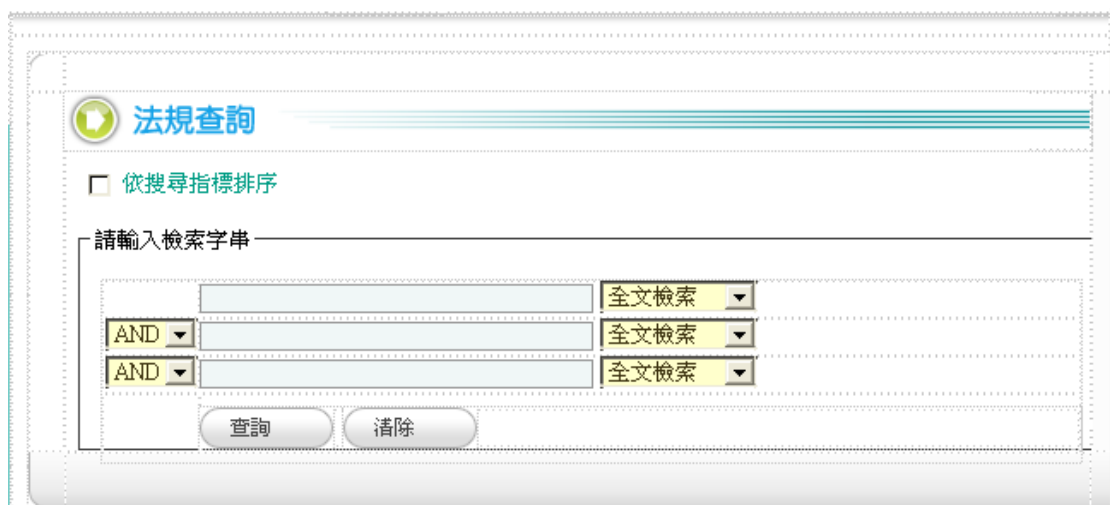 法規查詢
依搜尋指標排序
請輸入檢索字串
全文檢索
AND 全文檢索
AND 全文檢索
查詢 清除